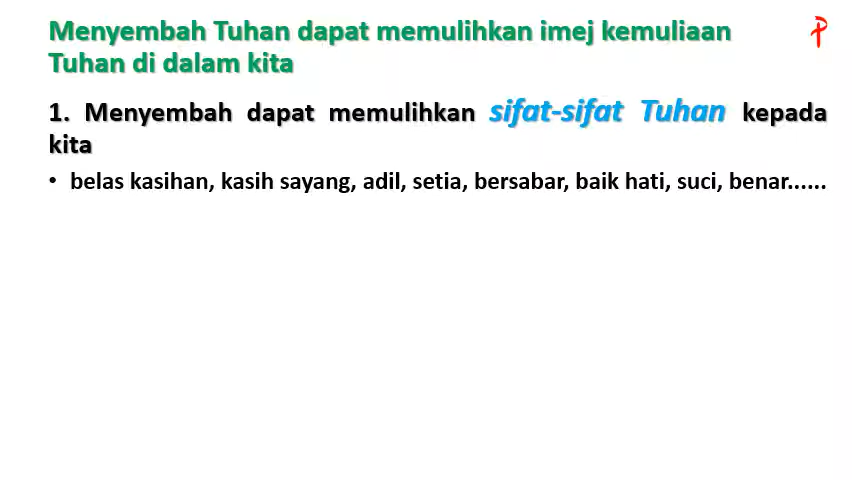 Menyembah Tuhan dapat memulihkan imej kemuliaan
Tuhan di dalam kita
1. Menyembah dapat memulihkan sifat-sifat Tuhan kepada
kita
• belas kasihan, kasih sayang, adil, setia, bersabar, baik hati, suci, benar......